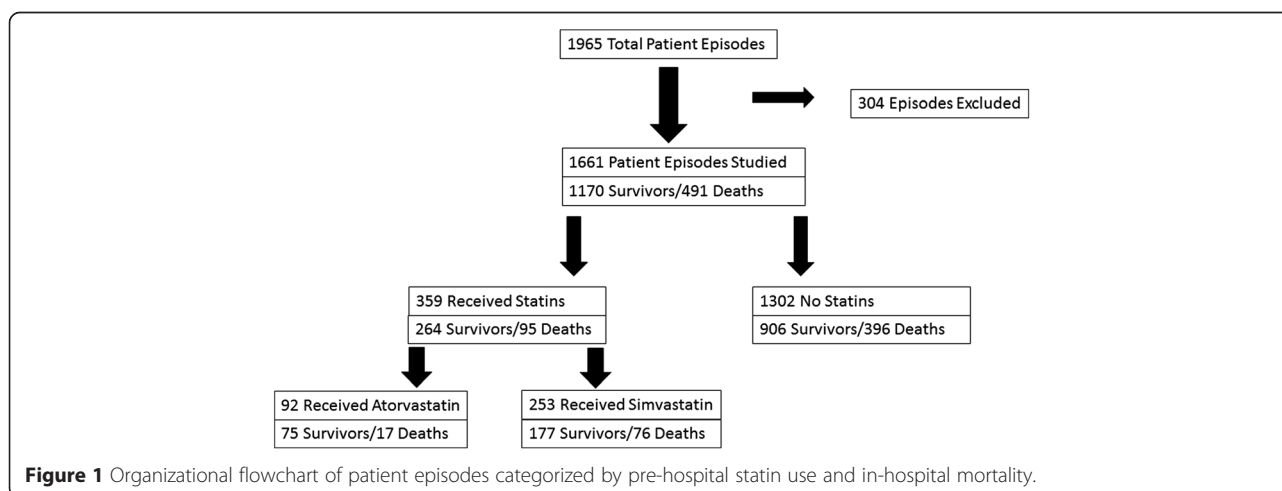 1965 Total Patient Episodes
304 Episodes Excluded
1661 Patient Episodes Studied
1170 Survivors/491 Deaths
359 Received Statins
264 Survivors/95 Deaths
1302 No Statins
906 Survivors/396 Deaths
92 Received Atorvastatin
75 Survivors/17 Deaths
253 Received Simvastatin
177 Survivors/76 Deaths
Figure 1 Organizational flowchart of patient episodes categorized by pre-hospital statin use and in-hospital mortality.